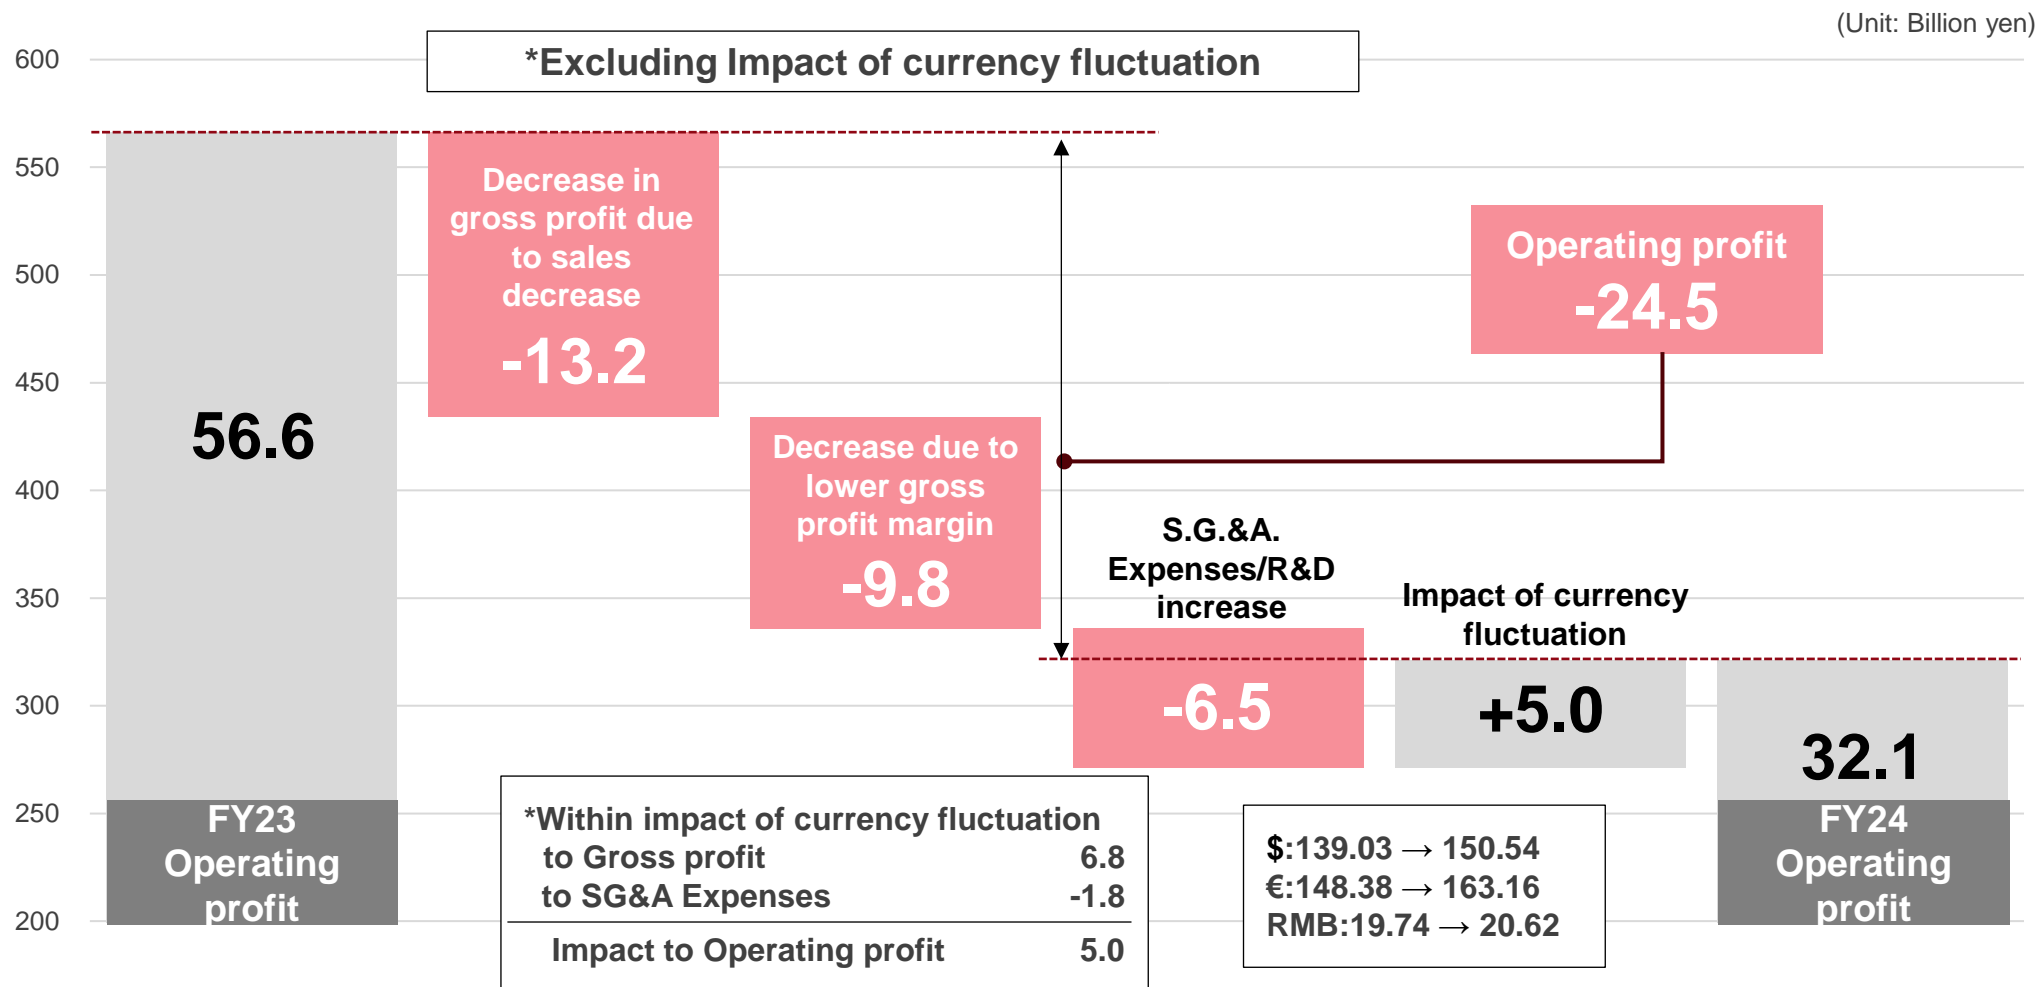 (Unit: Billion yen)
*Excluding Impact of currency fluctuation
600
550
500
450
400
350
300
250
200
56.6
FY23
Operating
profit
Decrease in
gross profit due
to sales
decrease
-13.2
Decrease due to
lower gross
profit margin
-9.8
Operating profit
-24.5
S.G.&A.
Expenses/R&D
increase
-6.5
Impact of currency
fluctuation
+5.0
32.1
FY24
Operating
profit
*Within impact of currency fluctuation
to Gross profit 6.8
to SG&A Expenses -1.8
Impact to Operating profit 5.0
$:139.03 → 150.54
€:148.38 → 163.16
RMB:19.74 → 20.62